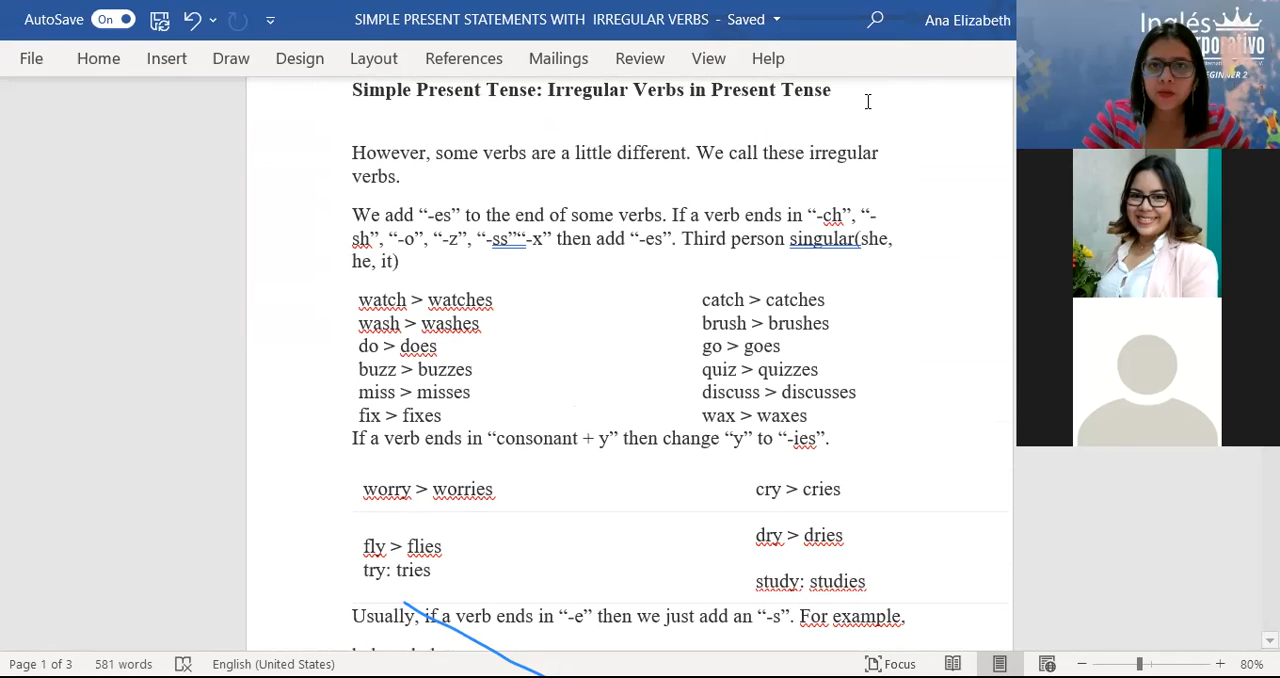 AutoSave On SIMPLE PRESENT STATEMENTS WITH IRREGULAR VERBS - Saved Ana Elizabeth
File Home Insert Draw Design Layout References Mailings Review View Help
Inglés
BEGINNER 2
Simple Present Tense: Irregular Verbs in Present Tense
However, some verbs are a little different. We call these irregular
verbs.
We add “-es” to the end of some verbs. If a verb ends in “-ch”, “-
sh”, “-o”, “-z”, “-ss”“-x” then add “-es”. Third person singular(she,
he, it)
watch > watches catch > catches
wash > washes brush > brushes
do > does go > goes
buzz > buzzes quiz > quizzes
miss > misses discuss > discusses
fix > fixes wax > waxes
If a verb ends in “consonant + y” then change “y” to “-ies”.
worry > worries cry > cries
dry > dries
fly > flies
try: tries
study: studies
Usually, if a verb ends in “-e” then we just add an “-s”. For example,
Page 1 of 3 581 words English (United States) Focus 80%